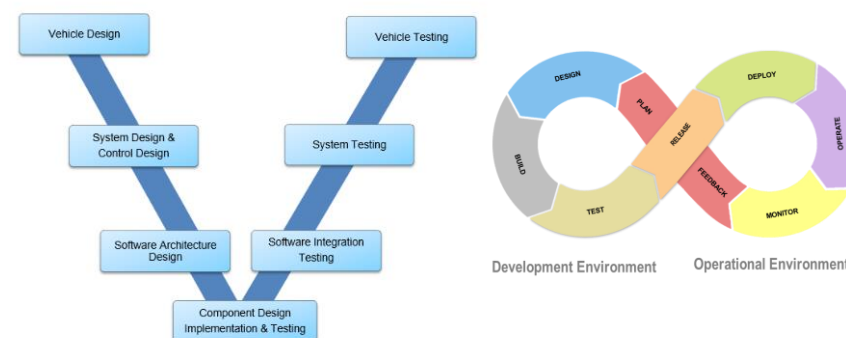 Vehicle Design
Vehicle Testing
System Design &
Control Design
System Testing
Software Architecture
Design
Software Integration
Testing
Component Design
Implementation & Testing
DESIGN
PLAN
BUILD
TEST
RELEASE
DEPLOY
OPERATE
FEEDBACK
MONITOR
Development Environment
Operational Environment